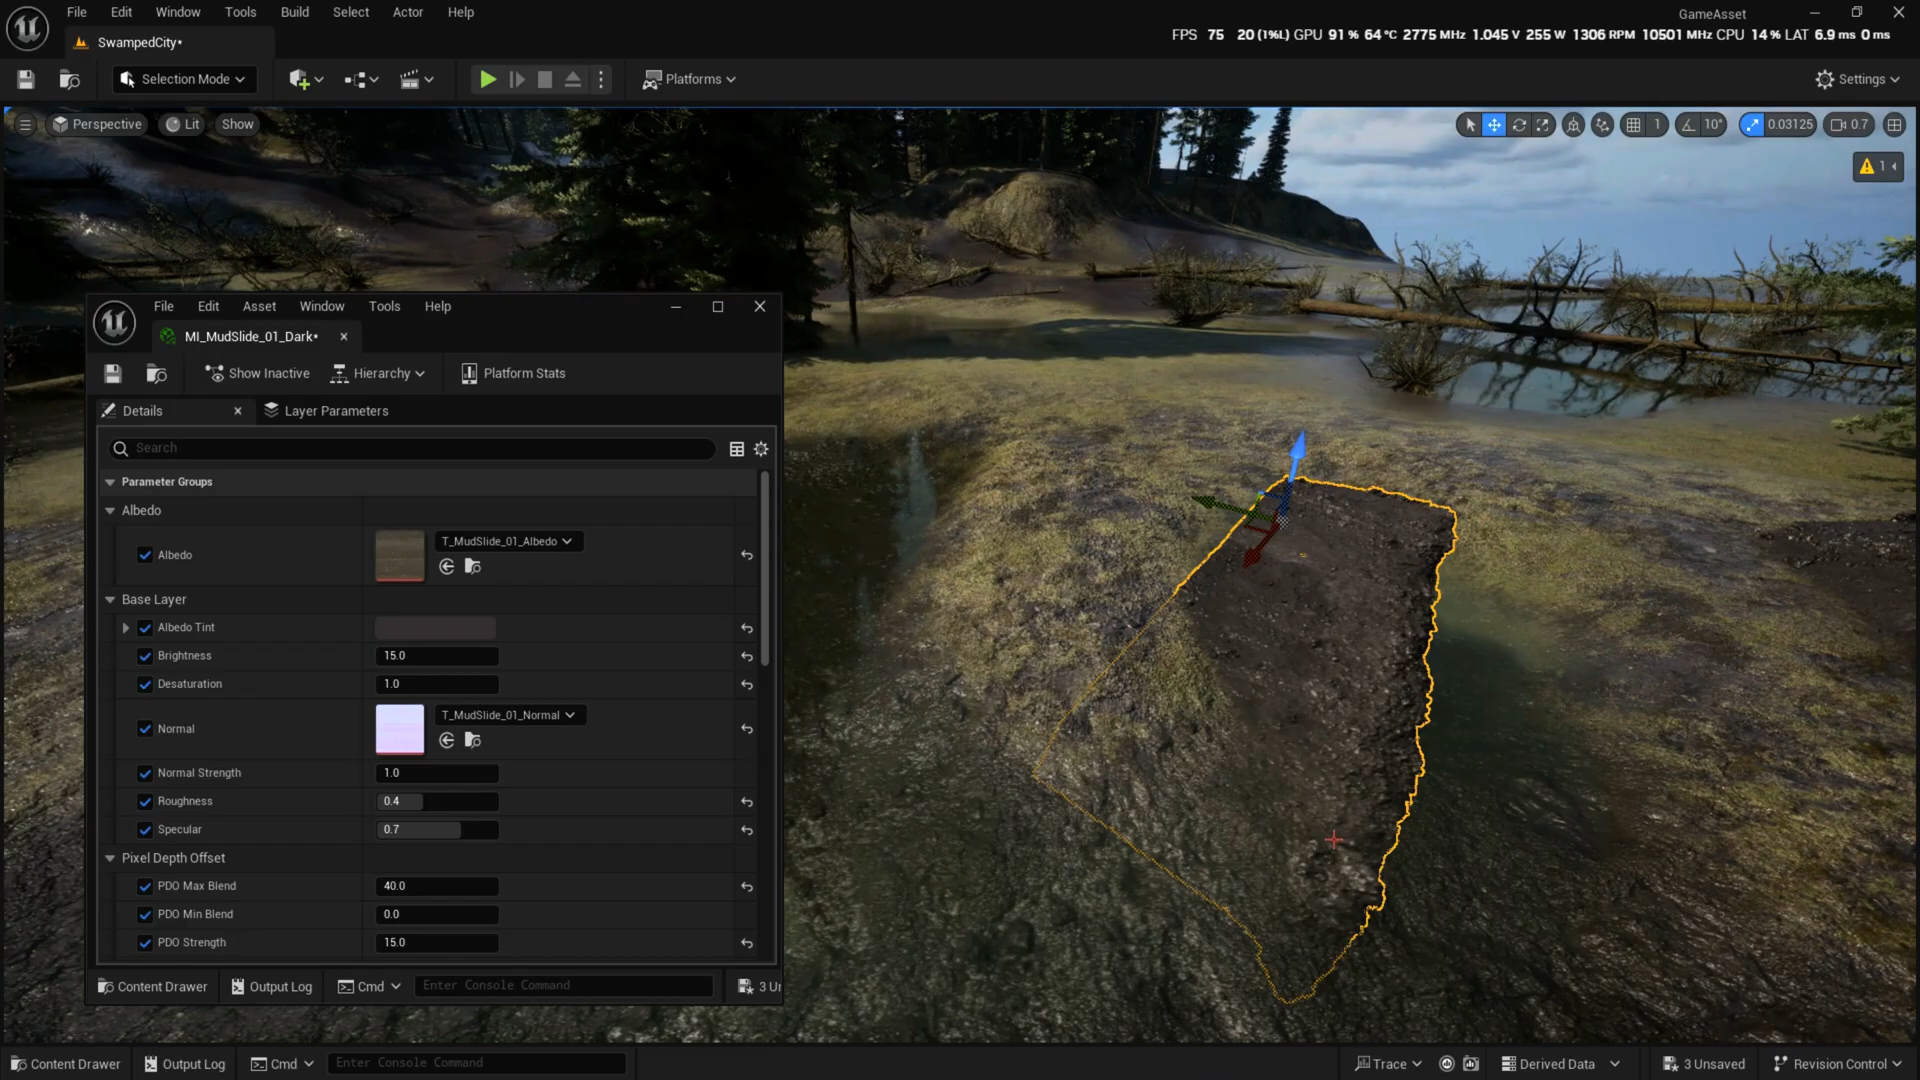 File Edit Window Tools Build Select Actor Help
GameAsset
SwampedCity*
FPS 75 20 (1%L) GPU 91 % 64 °C 2775 MHz 1.045 V 255 W 1306 RPM 10501 MHz CPU 14 % LAT 6.9 ms 0 ms
Selection Mode
Platforms
Settings
Perspective Lit Show
1 10° 0.03125 0.7
1
File Edit Asset Window Tools Help
MI_MudSlide_01_Dark*
Show Inactive Hierarchy Platform Stats
Details Layer Parameters
Search
Parameter Groups
Albedo
Albedo T_MudSlide_01_Albedo
Base Layer
Albedo Tint
Brightness 15.0
Desaturation 1.0
Normal T_MudSlide_01_Normal
Normal Strength 1.0
Roughness 0.4
Specular 0.7
Pixel Depth Offset
PDO Max Blend 40.0
PDO Min Blend 0.0
PDO Strength 15.0
Content Drawer Output Log Cmd Enter Console Command 3 Un
Content Drawer Output Log Cmd Enter Console Command Trace Derived Data 3 Unsaved Revision Control